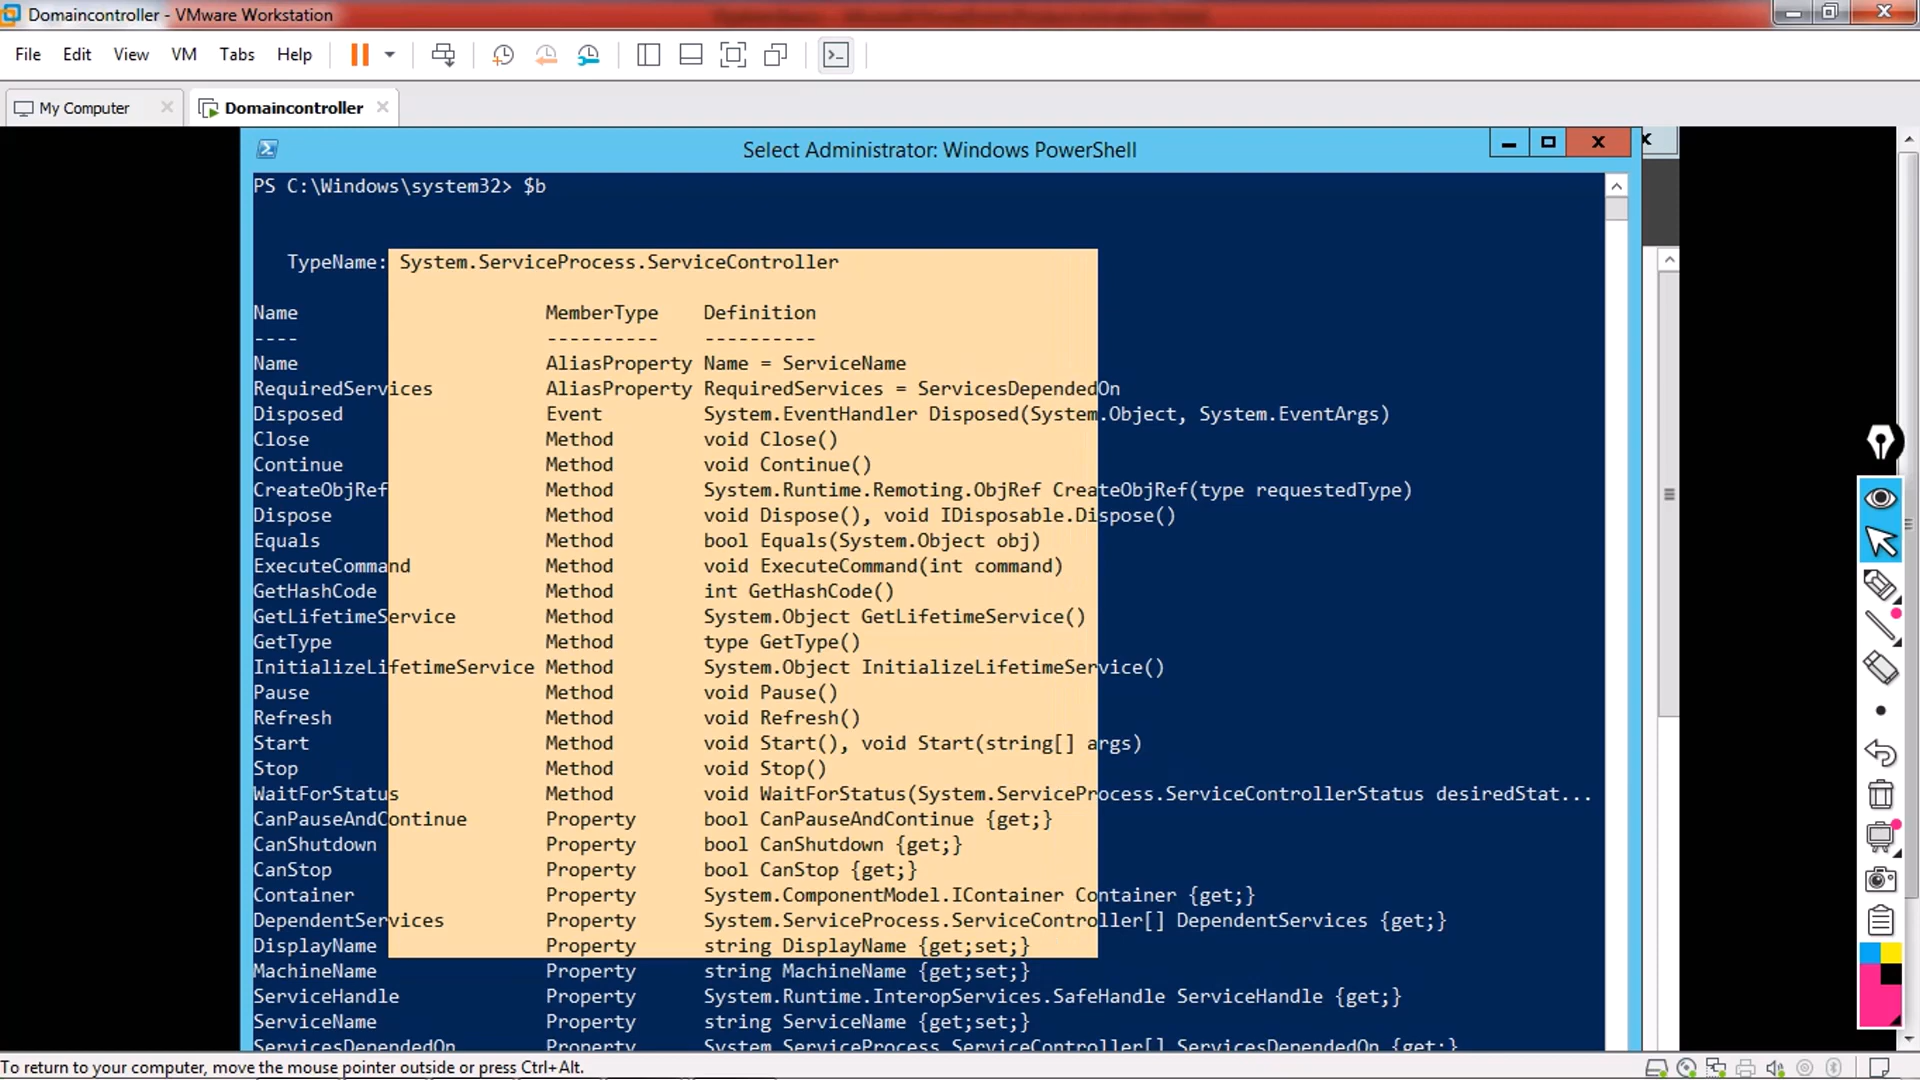 Domaincontroller - VMware Workstation
File Edit View VM Tabs Help
My Computer Domaincontroller
Select Administrator: Windows PowerShell
PS C:\Windows\system32> $b
TypeName: System.ServiceProcess.ServiceController
Name MemberType Definition
---- ---------- ----------
Name AliasProperty Name = ServiceName
RequiredServices AliasProperty RequiredServices = ServicesDependedOn
Disposed Event System.EventHandler Disposed(System.Object, System.EventArgs)
Close Method void Close()
Continue Method void Continue()
CreateObjRef Method System.Runtime.Remoting.ObjRef CreateObjRef(type requestedType)
Dispose Method void Dispose(), void IDisposable.Dispose()
Equals Method bool Equals(System.Object obj)
ExecuteCommand Method void ExecuteCommand(int command)
GetHashCode Method int GetHashCode()
GetLifetimeService Method System.Object GetLifetimeService()
GetType Method type GetType()
InitializeLifetimeService Method System.Object InitializeLifetimeService()
Pause Method void Pause()
Refresh Method void Refresh()
Start Method void Start(), void Start(string[] args)
Stop Method void Stop()
WaitForStatus Method void WaitForStatus(System.ServiceProcess.ServiceControllerStatus desiredStat...
CanPauseAndContinue Property bool CanPauseAndContinue {get;}
CanShutdown Property bool CanShutdown {get;}
CanStop Property bool CanStop {get;}
Container Property System.ComponentModel.IContainer Container {get;}
DependentServices Property System.ServiceProcess.ServiceController[] DependentServices {get;}
DisplayName Property string DisplayName {get;set;}
MachineName Property string MachineName {get;set;}
ServiceHandle Property System.Runtime.InteropServices.SafeHandle ServiceHandle {get;}
ServiceName Property string ServiceName {get;set;}
ServicesDependedOn Property System.ServiceProcess.ServiceController[] ServicesDependedOn {get;}
To return to your computer, move the mouse pointer outside or press Ctrl+Alt.